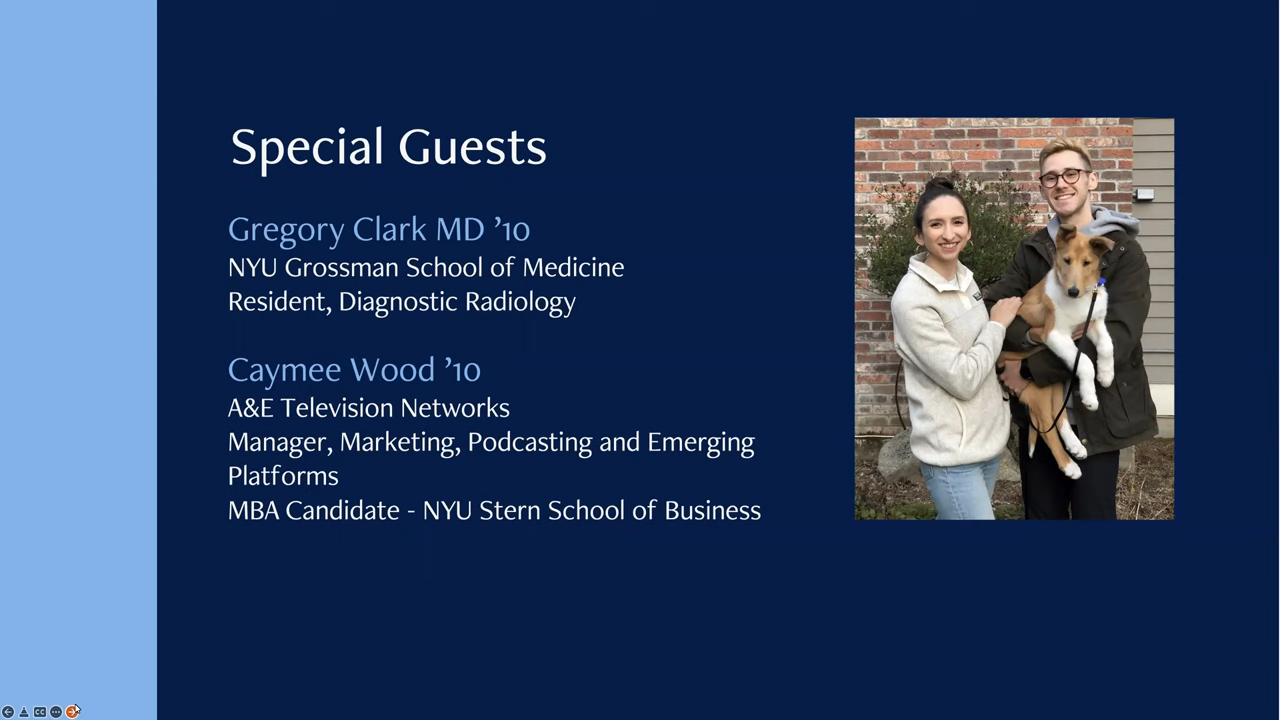 Special Guests
Gregory Clark MD ’10
NYU Grossman School of Medicine
Resident, Diagnostic Radiology
Caymee Wood ’10
A&E Television Networks
Manager, Marketing, Podcasting and Emerging
Platforms
MBA Candidate - NYU Stern School of Business
CC